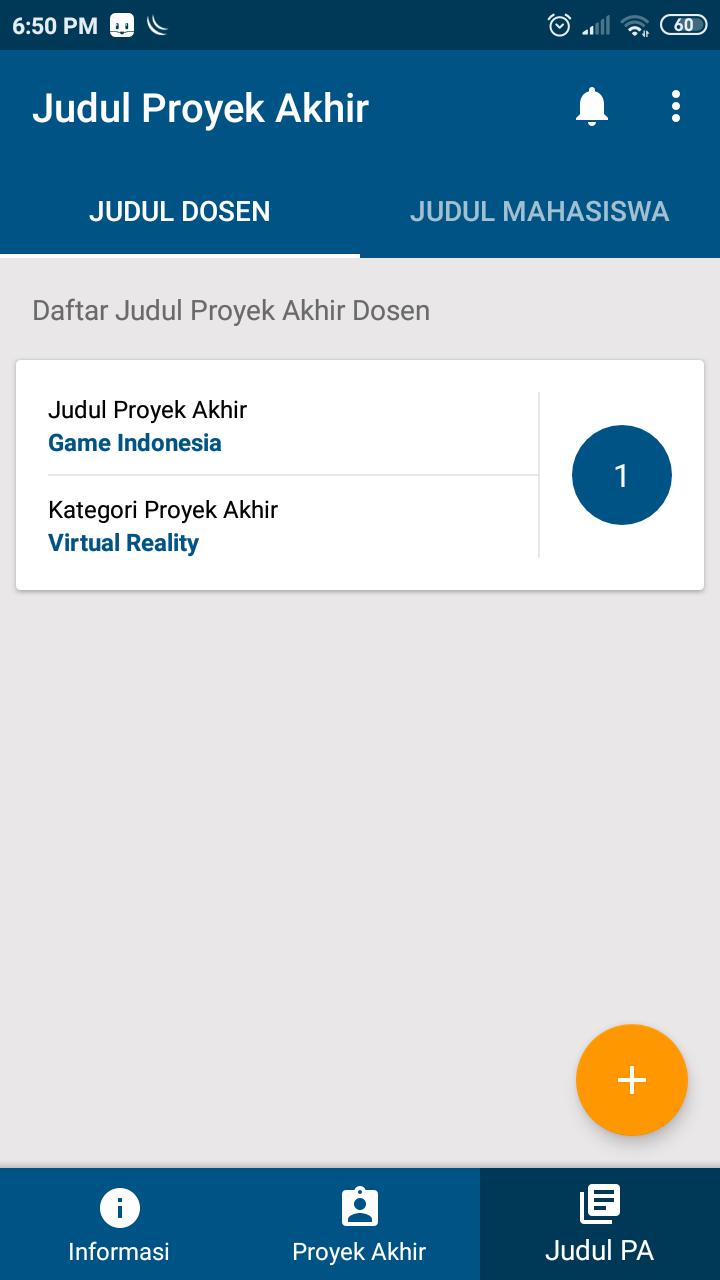 6:50 PM
60
Judul Proyek Akhir
JUDUL DOSEN
JUDUL MAHASISWA
Daftar Judul Proyek Akhir Dosen
Judul Proyek Akhir
Game Indonesia
1
Kategori Proyek Akhir
Virtual Reality
Informasi
Proyek Akhir
Judul PA